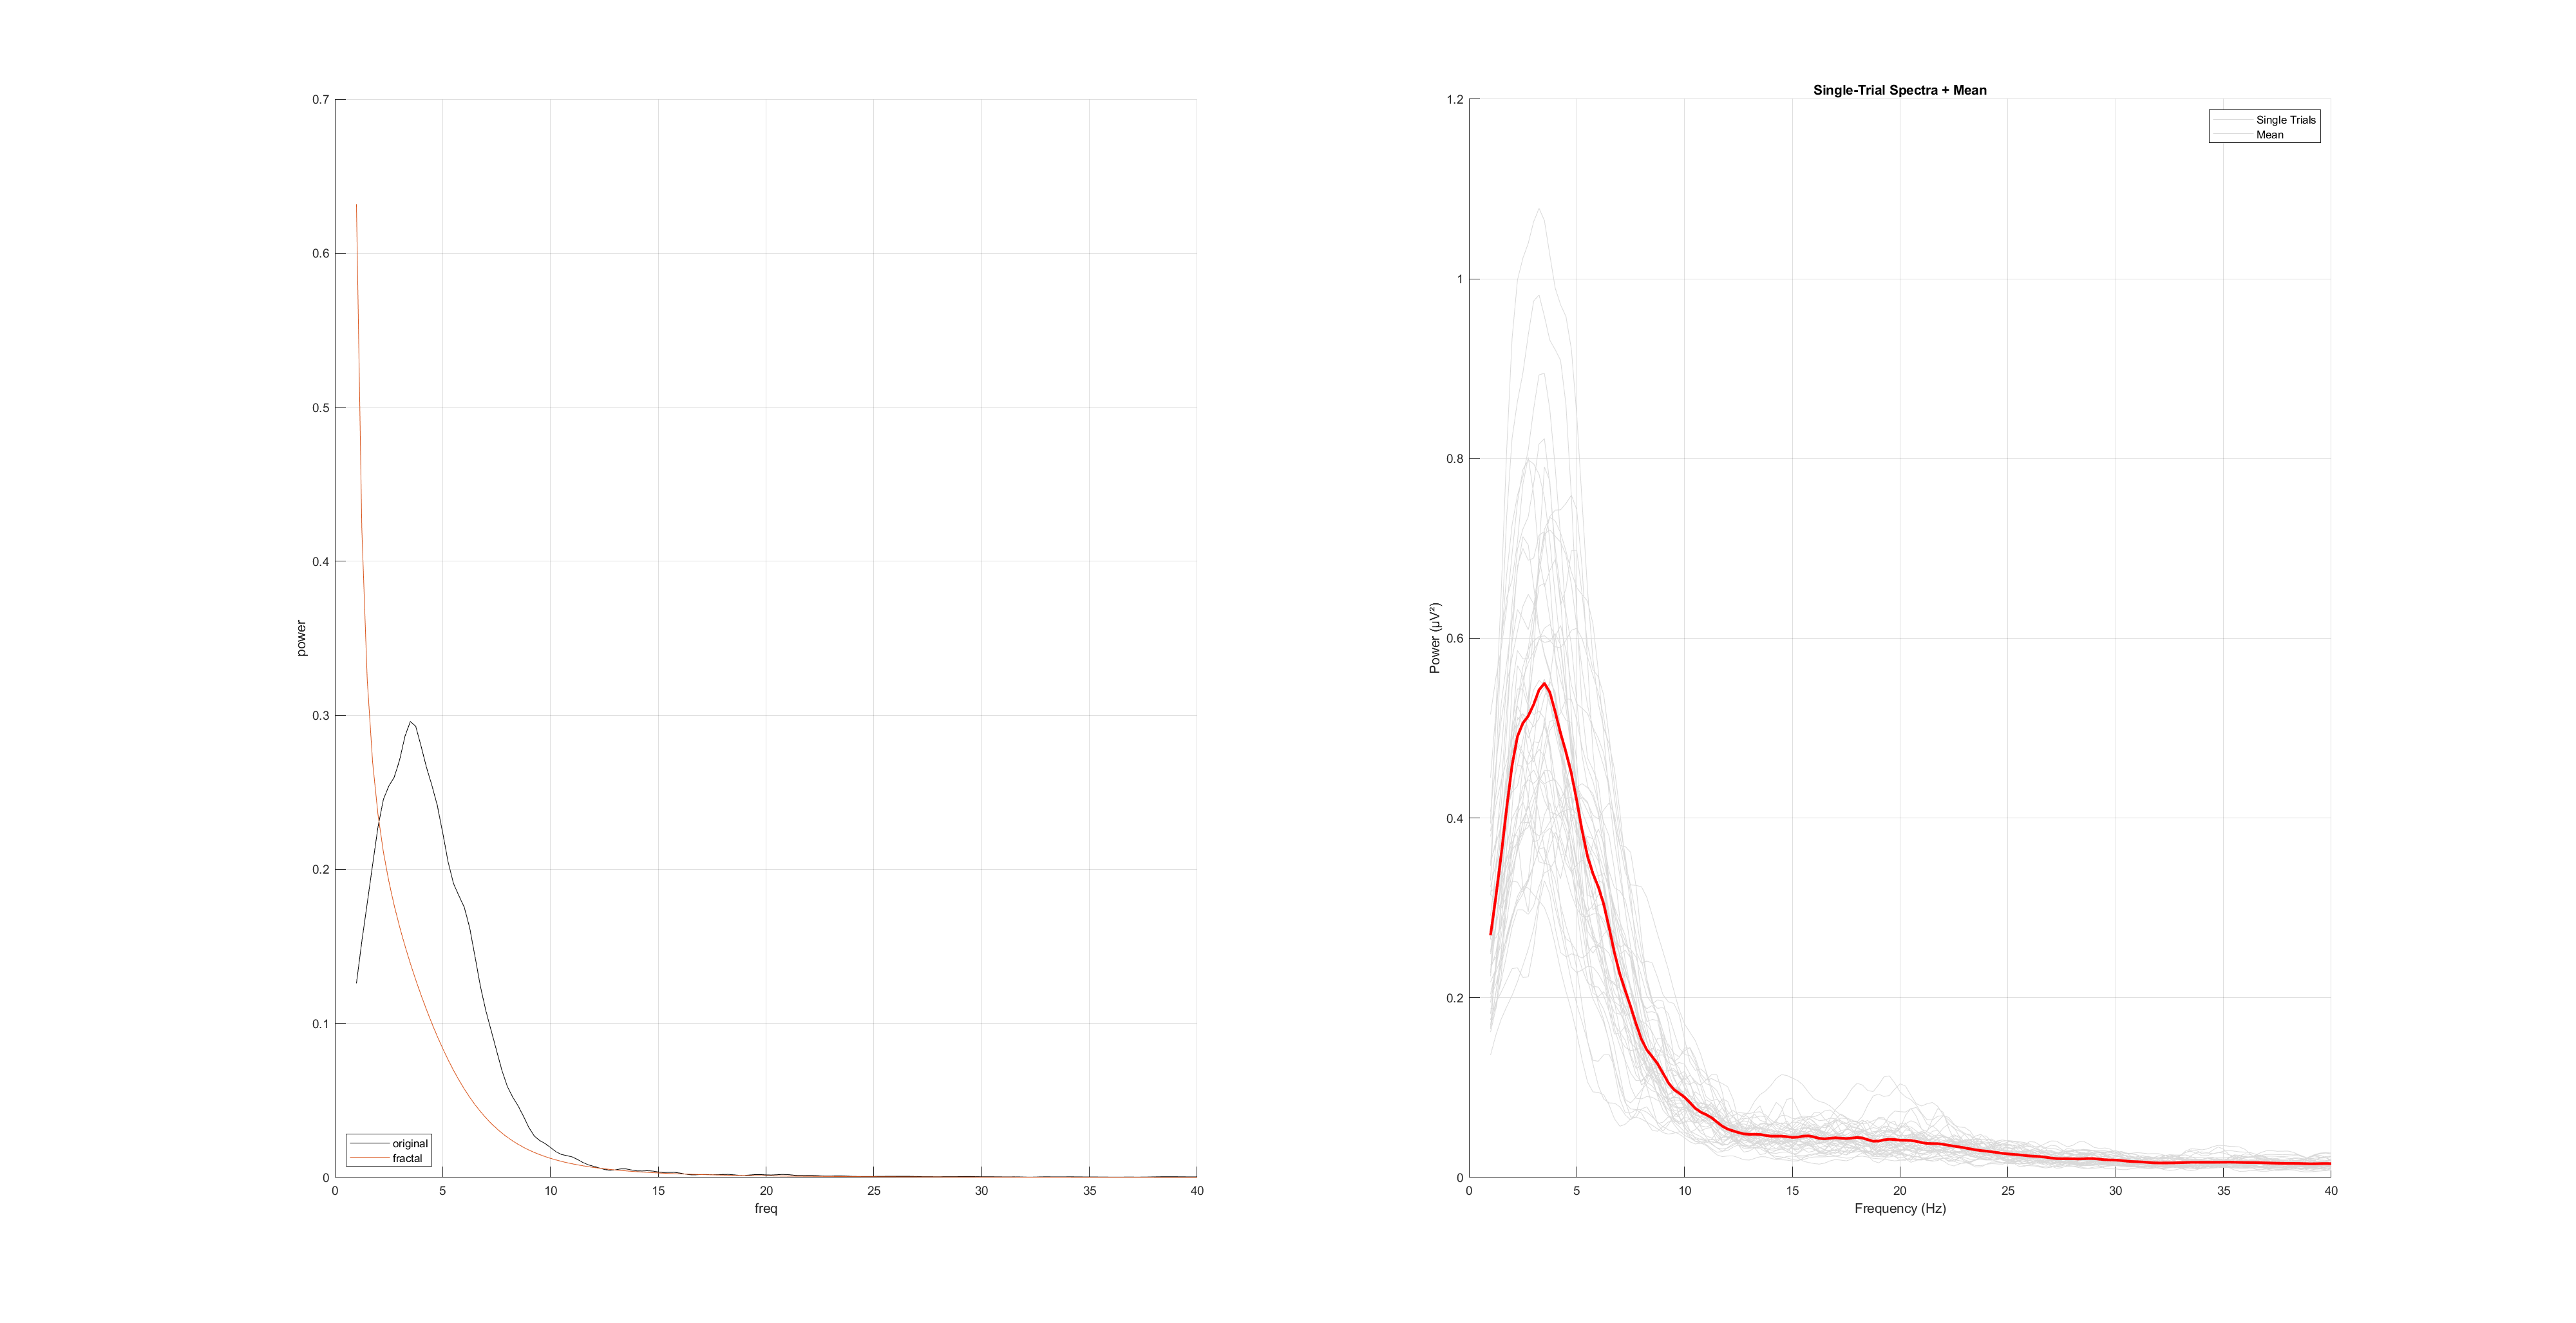 0.7
0.6
0.5
0.4
0.3
0.2
0.1
0
power
original
fractal
0 5 10 15 20 25 30 35 40
freq
Single-Trial Spectra + Mean
Single Trials
Mean
1.2
1
0.8
0.6
0.4
0.2
0
Power (µV²)
0 5 10 15 20 25 30 35 40
Frequency (Hz)